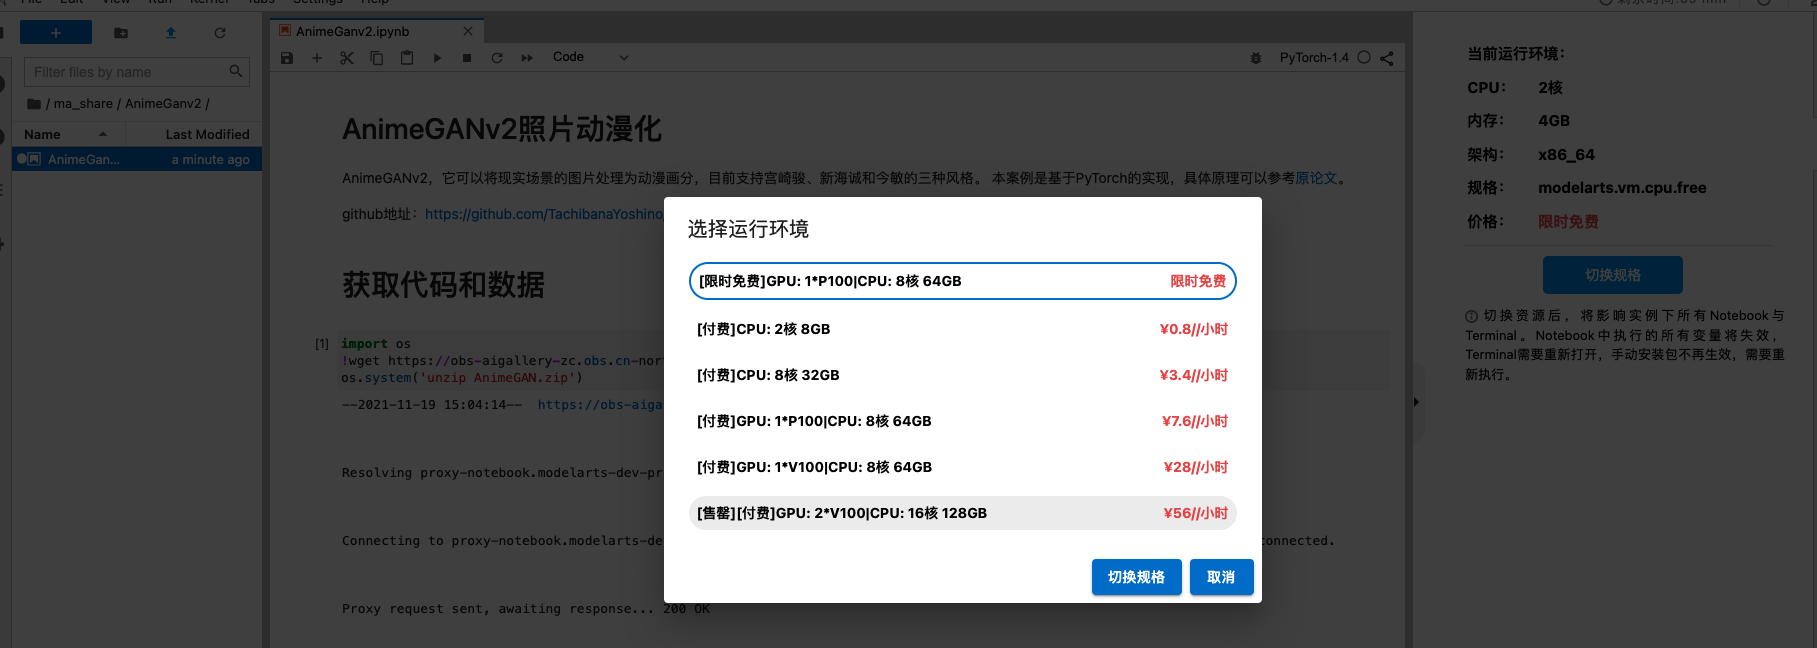 AnimeGanv2.ipynb
Code
PyTorch-1.4
Filter files by name
/ ma_share / AnimeGanv2 /
Name
Last Modified
AnimeGan...
a minute ago
AnimeGANv2照片动漫化
AnimeGANv2，它可以将现实场景的图片处理为动漫画分，目前支持宫崎骏、新海诚和今敏的三种风格。 本案例是基于PyTorch的实现，具体原理可以参考原论文。
github地址：https://github.com/TachibanaYoshino
获取代码和数据
[1]
import os
!wget https://obs-aigallery-zc.obs.cn-nor
os.system('unzip AnimeGAN.zip')
--2021-11-19 15:04:14-- https://obs-aiga
Resolving proxy-notebook.modelarts-dev-pr
Connecting to proxy-notebook.modelarts-de
connected.
Proxy request sent, awaiting response... 200 OK
选择运行环境
[限时免费]GPU: 1*P100|CPU: 8核 64GB 限时免费
[付费]CPU: 2核 8GB ¥0.8//小时
[付费]CPU: 8核 32GB ¥3.4//小时
[付费]GPU: 1*P100|CPU: 8核 64GB ¥7.6//小时
[付费]GPU: 1*V100|CPU: 8核 64GB ¥28//小时
[售罄][付费]GPU: 2*V100|CPU: 16核 128GB ¥56//小时
切换规格
取消
当前运行环境：
CPU： 2核
内存： 4GB
架构： x86_64
规格： modelarts.vm.cpu.free
价格： 限时免费
切换规格
切换资源后，将影响实例下所有Notebook与
Terminal。Notebook中执行的所有变量将失效，
Terminal需要重新打开，手动安装包不再生效，需要重
新执行。